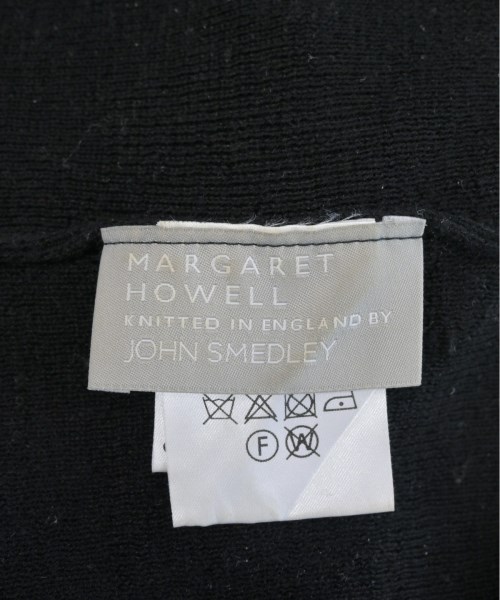 MARGARET
HOWELL
KNITTED IN ENGLAND BY
JOHN SMEDLEY
F W